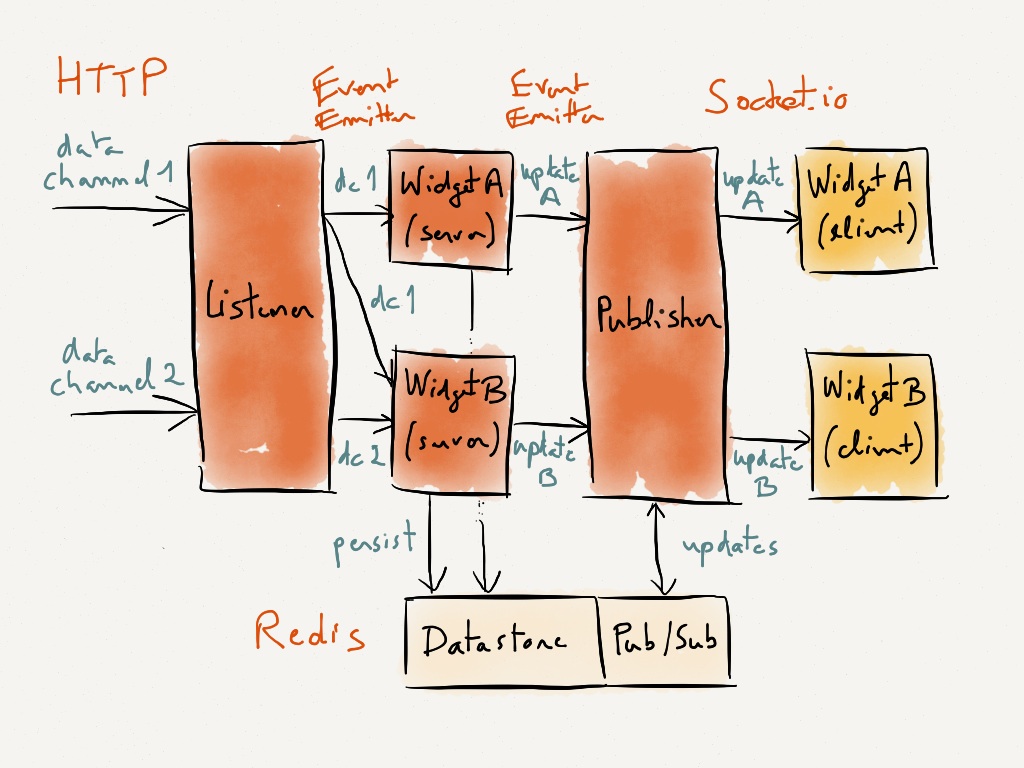 HTTP
Event
Emitter
Event
Emitter
Socket.io
data
channel 1
dc 1
Widget A
(server)
update
A
update
A
Widget A
(client)
Listener
dc 1
Publisher
data
channel 2
Widget B
(server)
dc 2
update
B
update
B
Widget B
(client)
persist
updates
Redis
Datastore
Pub/Sub